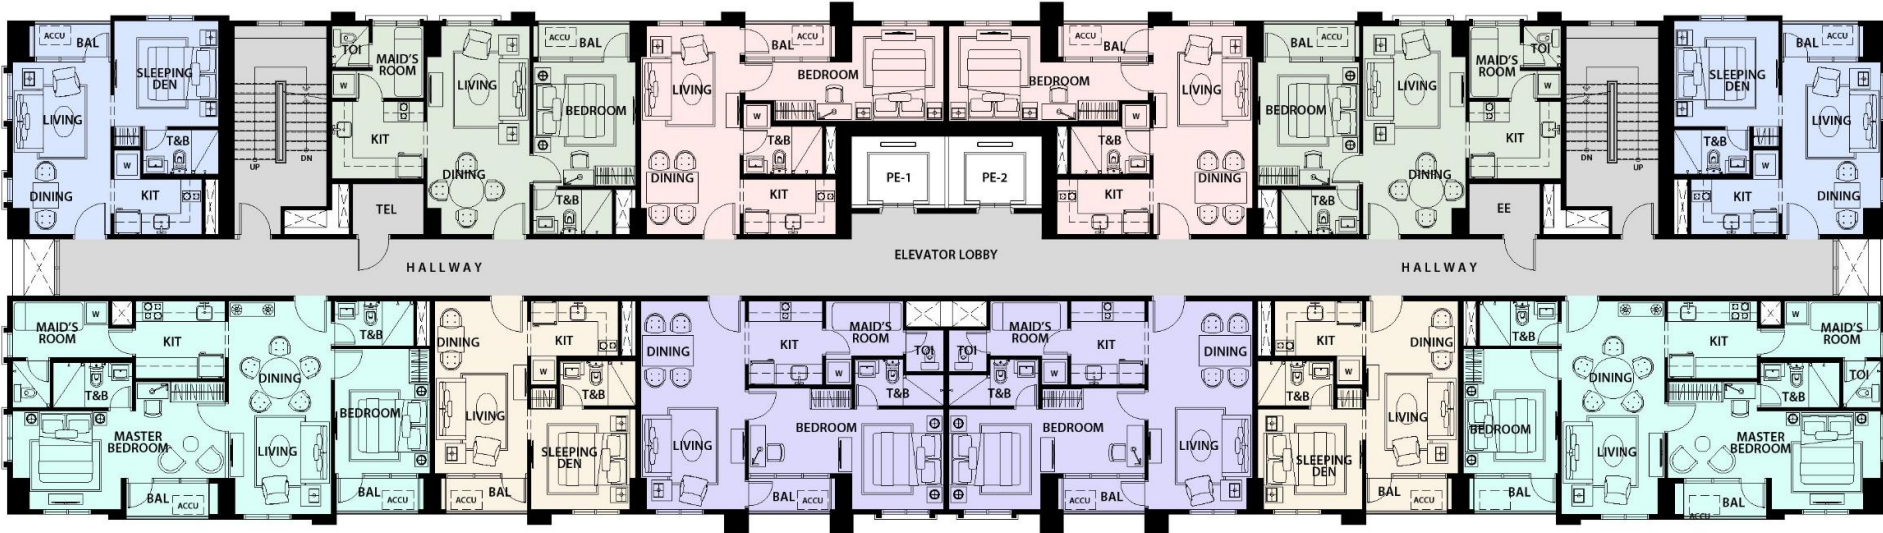 ACCU
BAL
SLEEPING
DEN
LIVING
T&B
W
DINING
KIT
UP
DN
TOI
MAID'S
ROOM
W
KIT
TEL
LIVING
DINING
ACCU
BAL
BEDROOM
T&B
LIVING
DINING
BAL
ACCU
BEDROOM
W
T&B
KIT
PE-1
PE-2
BEDROOM
ACCU
BAL
W
T&B
KIT
LIVING
DINING
BAL
ACCU
BEDROOM
T&B
LIVING
DINING
MAID'S
ROOM
TOI
W
KIT
EE
DN
UP
SLEEPING
DEN
T&B
W
KIT
BAL
ACCU
LIVING
DINING
HALLWAY
ELEVATOR LOBBY
HALLWAY
MAID'S
ROOM
W
KIT
T&B
MASTER
BEDROOM
BAL
ACCU
DINING
LIVING
T&B
BEDROOM
BAL
ACCU
DINING
LIVING
ACCU
BAL
KIT
W
T&B
SLEEPING
DEN
DINING
LIVING
KIT
W
MAID'S
ROOM
TOI
T&B
BEDROOM
BAL
ACCU
MAID'S
ROOM
TOI
T&B
W
KIT
BEDROOM
ACCU
BAL
DINING
LIVING
KIT
T&B
W
SLEEPING
DEN
DINING
LIVING
BAL
ACCU
T&B
BEDROOM
BAL
DINING
LIVING
KIT
W
MAID'S
ROOM
TOI
T&B
MASTER
BEDROOM
BAL
ACCU